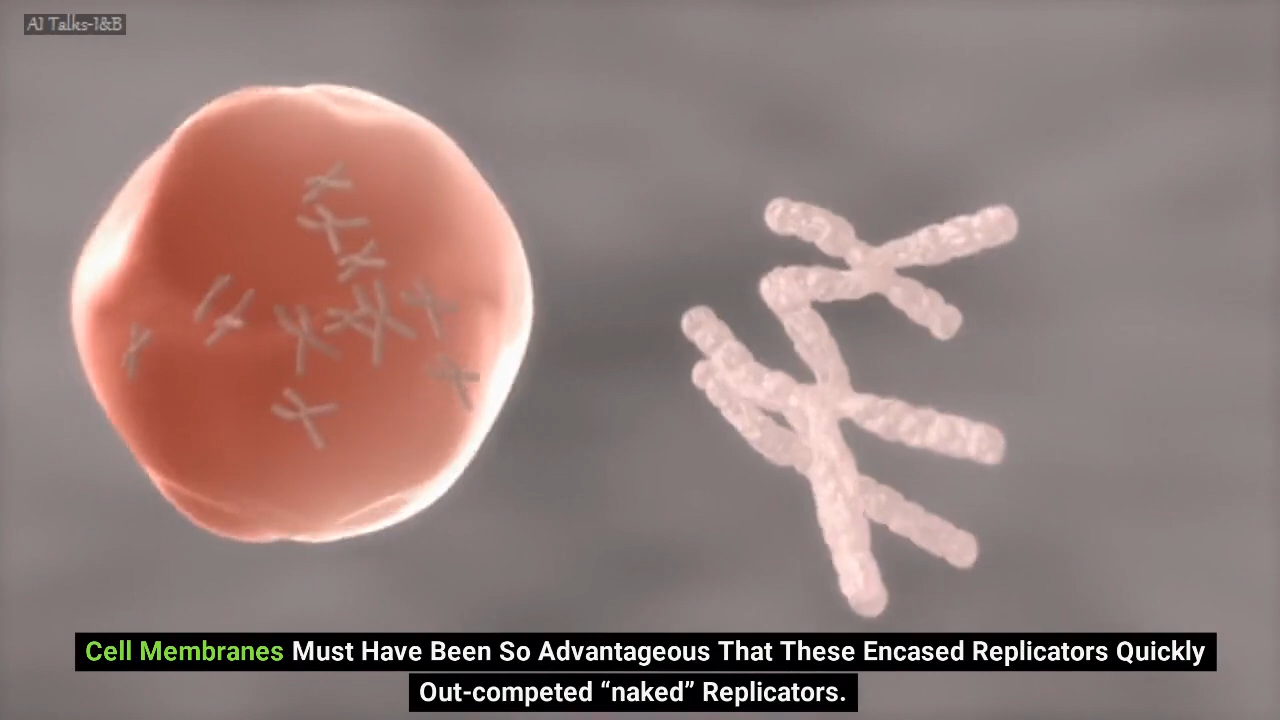 AI Talks-I&B
Cell Membranes Must Have Been So Advantageous That These Encased Replicators Quickly
Out-competed “naked” Replicators.